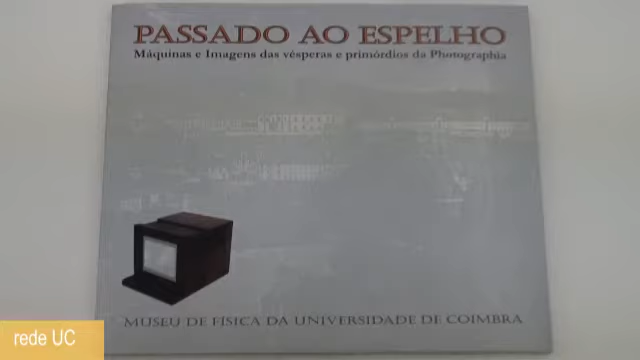 PASSADO AO ESPELHO
Máquinas e Imagens das vésperas e primórdios da Photographia
MUSEU DE FÍSICA DA UNIVERSIDADE DE COIMBRA
rede UC